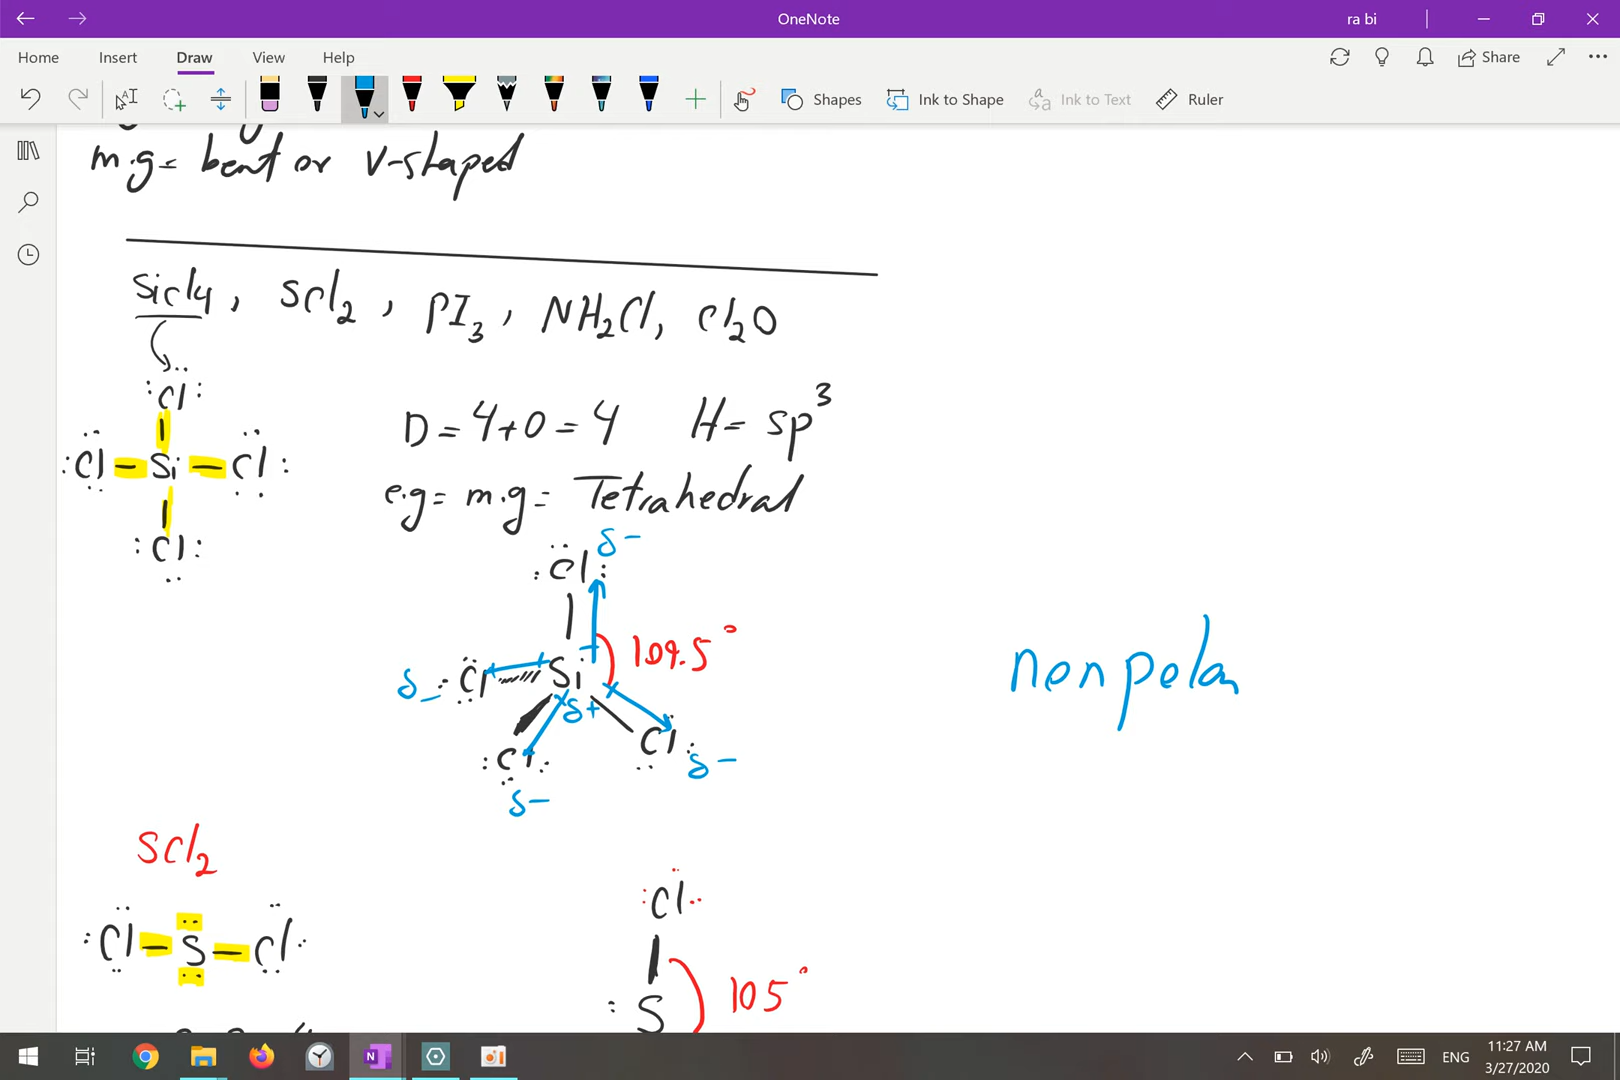 OneNote
ra bi
Home Insert Draw View Help
Share
Shapes Ink to Shape Ink to Text Ruler
m.g= bent or v-shaped
SiCl4, SCl2, PI3, NH2Cl, Cl2O
:Cl:
:Cl-Si-Cl:
:Cl:
D = 4+0 = 4 H= sp3
e.g= m.g= Tetrahedral
δ-
:Cl:
109.5°
δ- :Cl Si
δ+
:Cl: Cl:
δ- δ-
nonpolar
SCl2
:Cl-S-Cl:
:Cl:
:S
105°
ENG
11:27 AM
3/27/2020